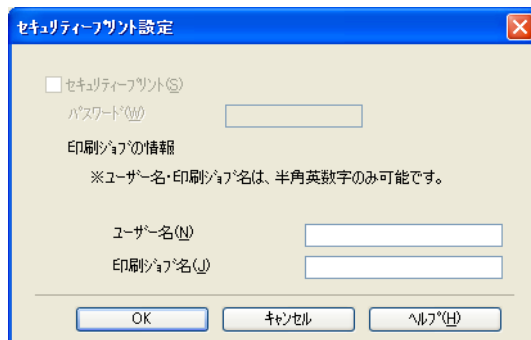 セキュリティープリント設定
セキュリティープリント(S)
パスワード(W)
印刷ジョブの情報
※ユーザー名・印刷ジョブ名は、半角英数字のみ可能です。
ユーザー名(N)
印刷ジョブ名(J)
OK キャンセル ヘルプ(H)